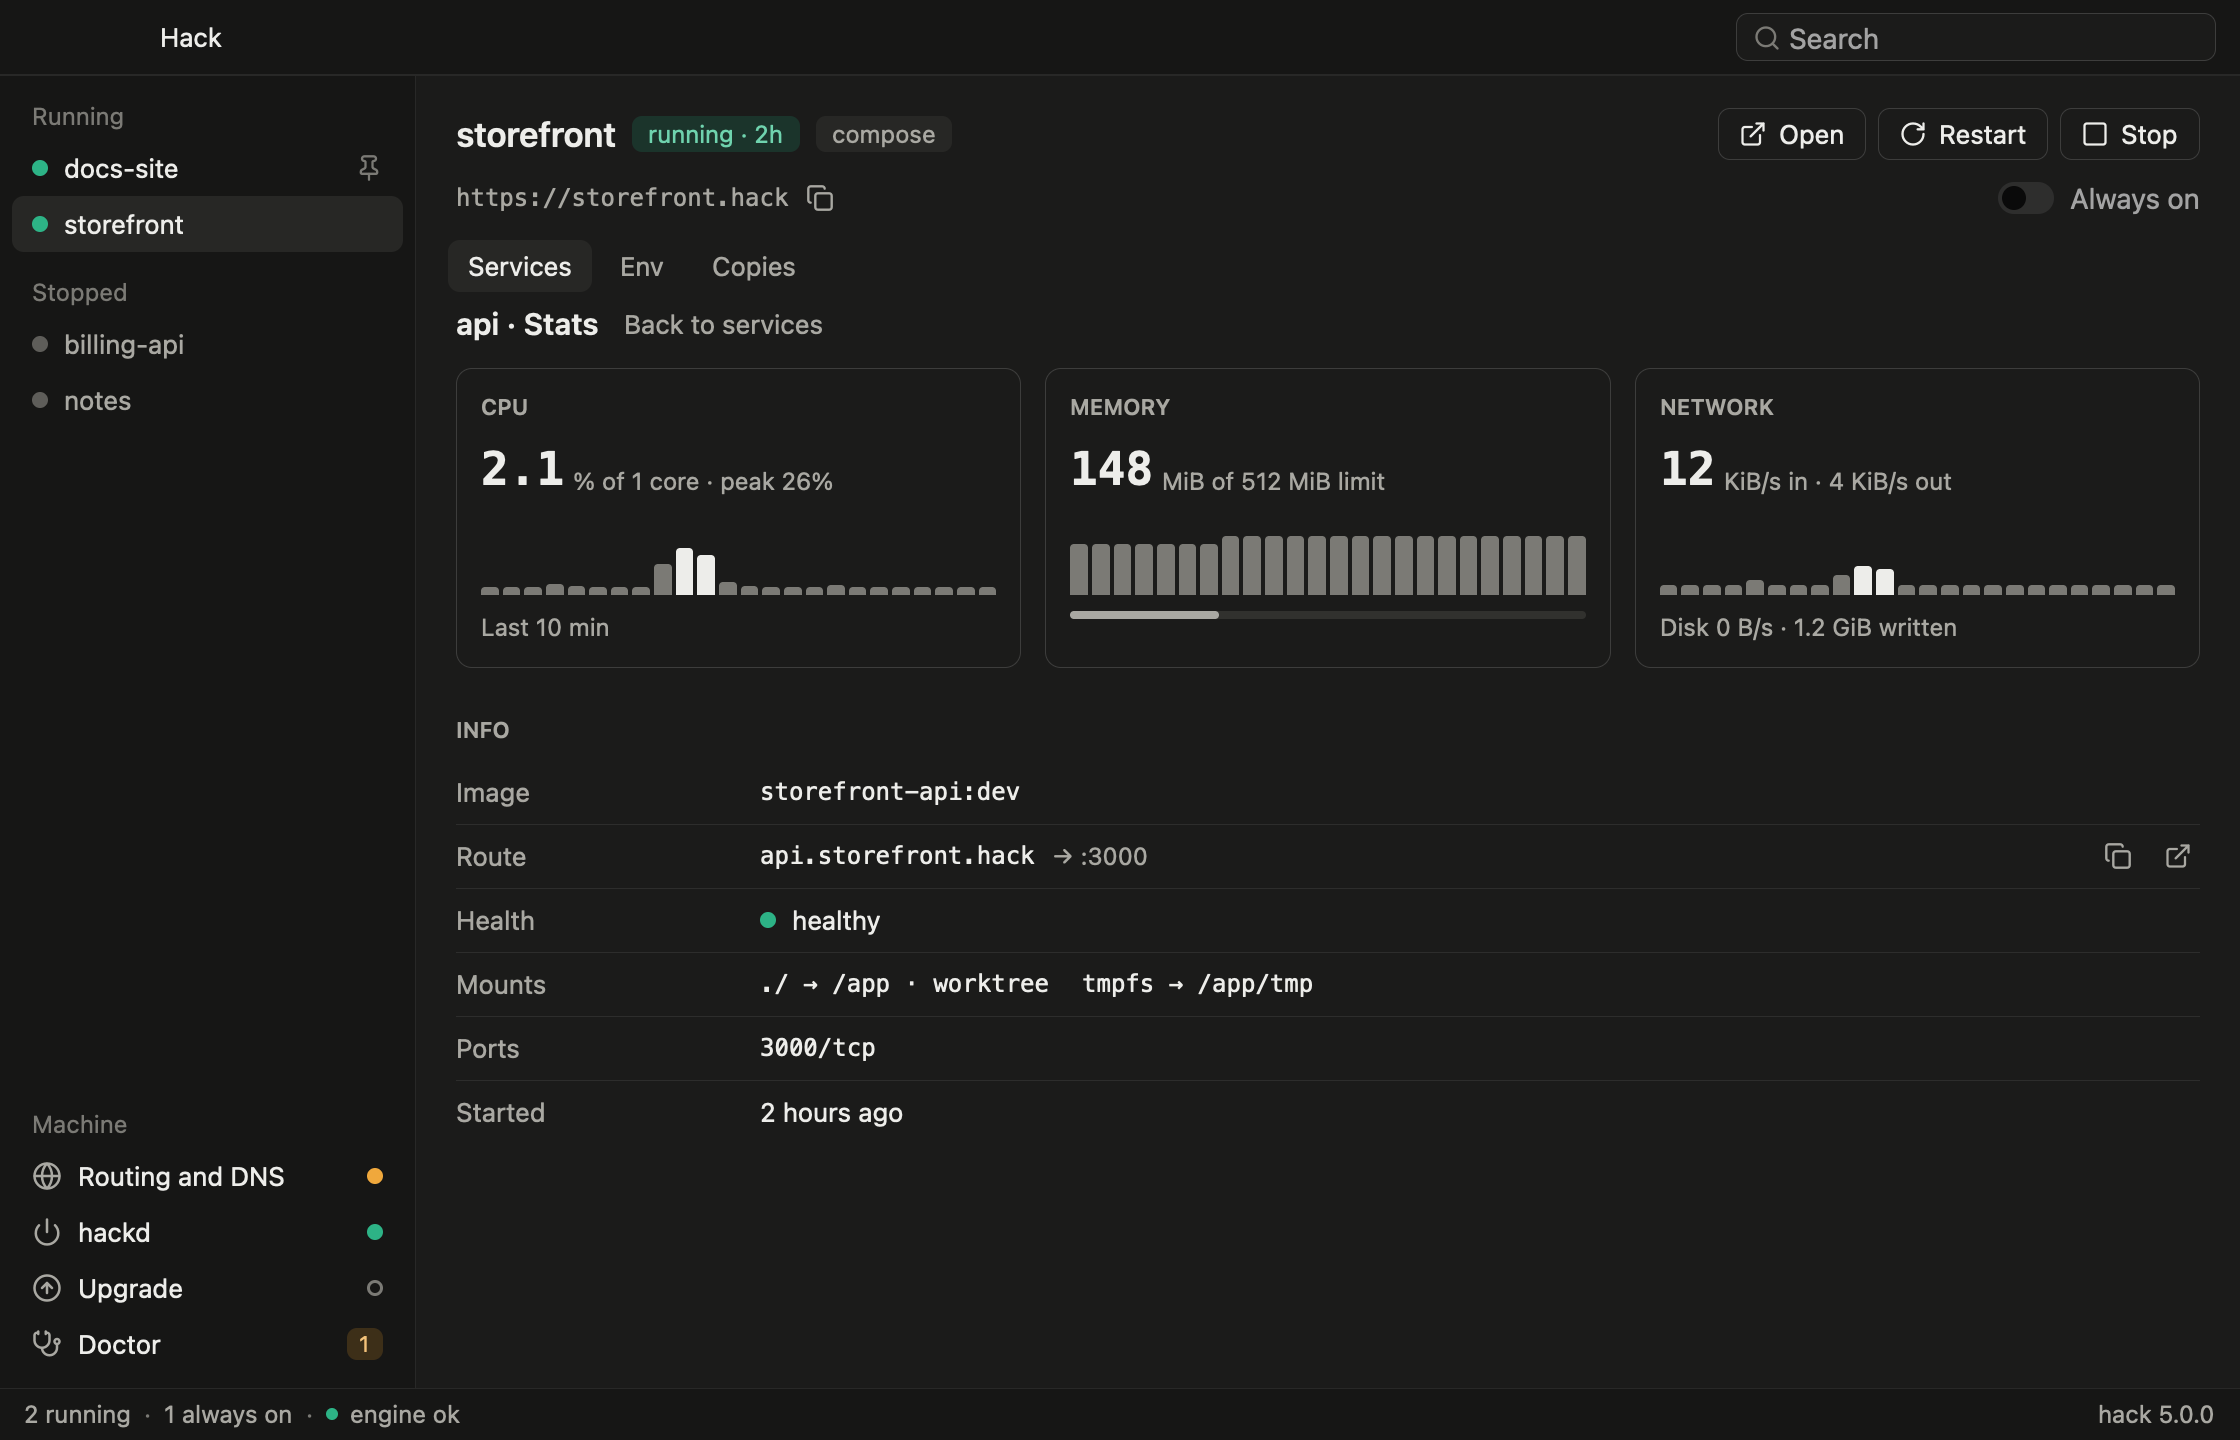 Hack
Search
Running
docs-site
storefront
Stopped
billing-api
notes
Machine
Routing and DNS
hackd
Upgrade
Doctor 1
storefront running · 2h compose
Open Restart Stop
https://storefront.hack
Always on
Services Env Copies
api · Stats Back to services
CPU
2.1 % of 1 core · peak 26%
Last 10 min
MEMORY
148 MiB of 512 MiB limit
NETWORK
12 KiB/s in · 4 KiB/s out
Disk 0 B/s · 1.2 GiB written
INFO
Image storefront-api:dev
Route api.storefront.hack → :3000
Health healthy
Mounts ./ → /app · worktree tmpfs → /app/tmp
Ports 3000/tcp
Started 2 hours ago
2 running · 1 always on · engine ok
hack 5.0.0